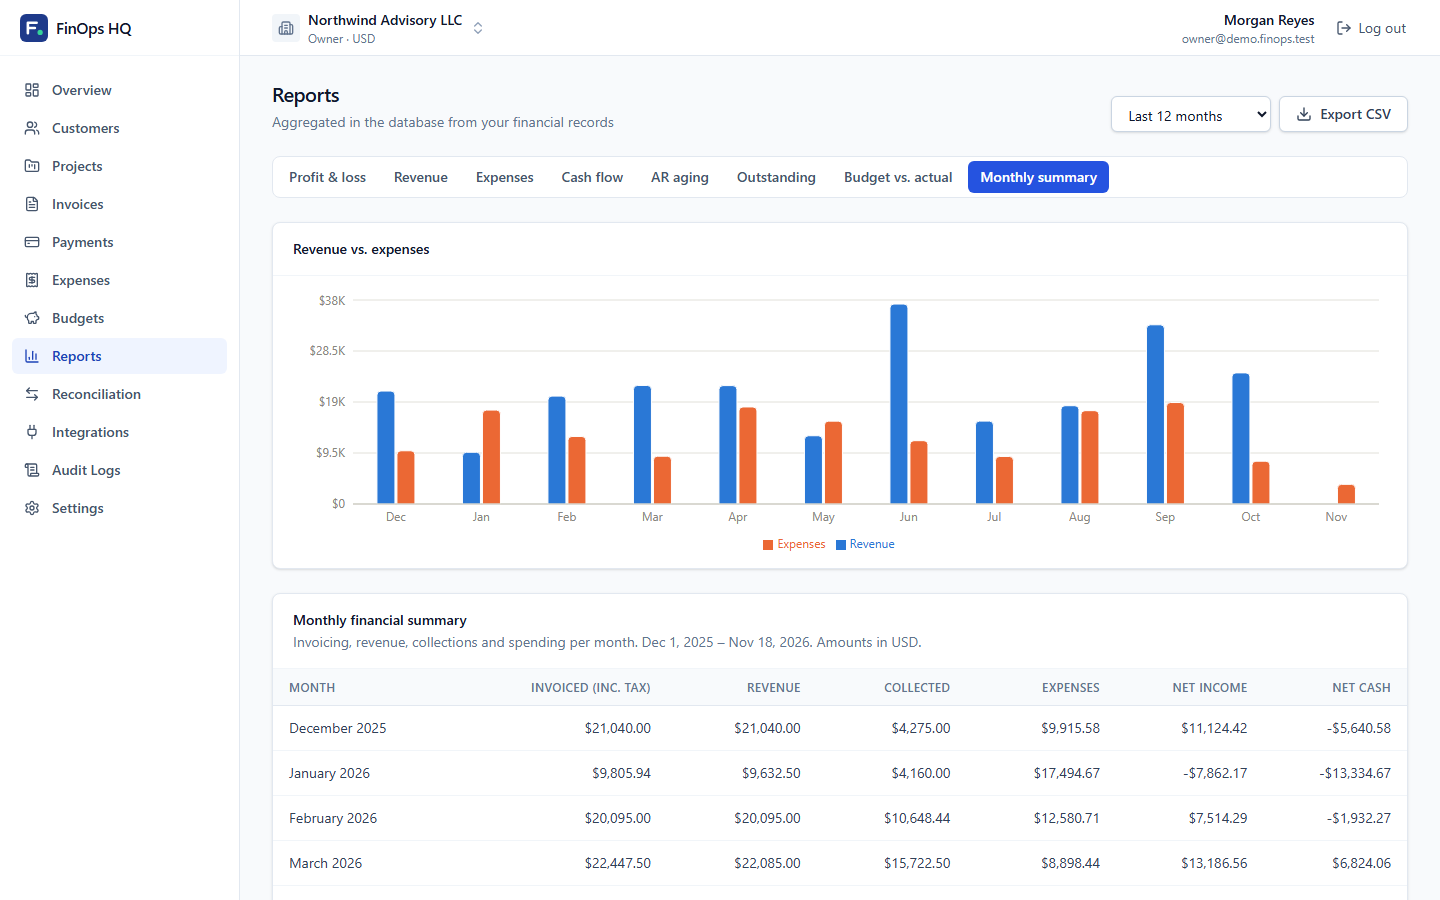 FinOps HQ
Northwind Advisory LLC
Owner · USD
Morgan Reyes
owner@demo.finops.test
Log out
Overview
Customers
Projects
Invoices
Payments
Expenses
Budgets
Reports
Reconciliation
Integrations
Audit Logs
Settings
Reports
Aggregated in the database from your financial records
Last 12 months
Export CSV
Profit & loss Revenue Expenses Cash flow AR aging Outstanding Budget vs. actual Monthly summary
Revenue vs. expenses
$38K
$28.5K
$19K
$9.5K
$0
Dec Jan Feb Mar Apr May Jun Jul Aug Sep Oct Nov
Expenses Revenue
Monthly financial summary
Invoicing, revenue, collections and spending per month. Dec 1, 2025 – Nov 18, 2026. Amounts in USD.
MONTH INVOICED (INC. TAX) REVENUE COLLECTED EXPENSES NET INCOME NET CASH
December 2025 $21,040.00 $21,040.00 $4,275.00 $9,915.58 $11,124.42 -$5,640.58
January 2026 $9,805.94 $9,632.50 $4,160.00 $17,494.67 -$7,862.17 -$13,334.67
February 2026 $20,095.00 $20,095.00 $10,648.44 $12,580.71 $7,514.29 -$1,932.27
March 2026 $22,447.50 $22,085.00 $15,722.50 $8,898.44 $13,186.56 $6,824.06